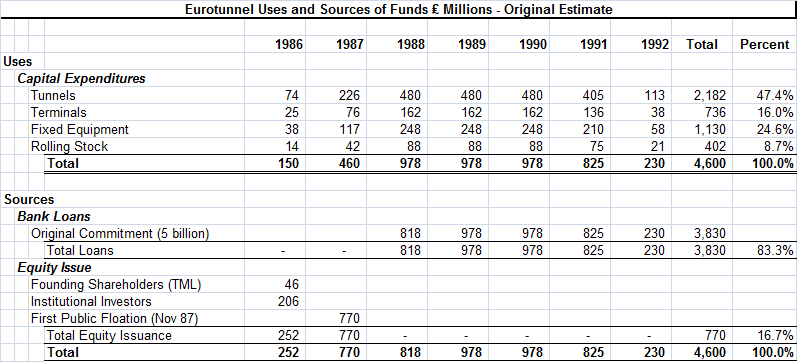 Eurotunnel Uses and Sources of Funds £ Millions - Original Estimate
1986 1987 1988 1989 1990 1991 1992 Total Percent
Uses
Capital Expenditures
Tunnels 74 226 480 480 480 405 113 2,182 47.4%
Terminals 25 76 162 162 162 136 38 736 16.0%
Fixed Equipment 38 117 248 248 248 210 58 1,130 24.6%
Rolling Stock 14 42 88 88 88 75 21 402 8.7%
Total 150 460 978 978 978 825 230 4,600 100.0%
Sources
Bank Loans
Original Commitment (5 billion) 818 978 978 825 230 3,830
Total Loans - - 818 978 978 825 230 3,830 83.3%
Equity Issue
Founding Shareholders (TML) 46
Institutional Investors 206
First Public Floation (Nov 87) 770
Total Equity Issuance 252 770 - - - - - 770 16.7%
Total 252 770 818 978 978 825 230 4,600 100.0%